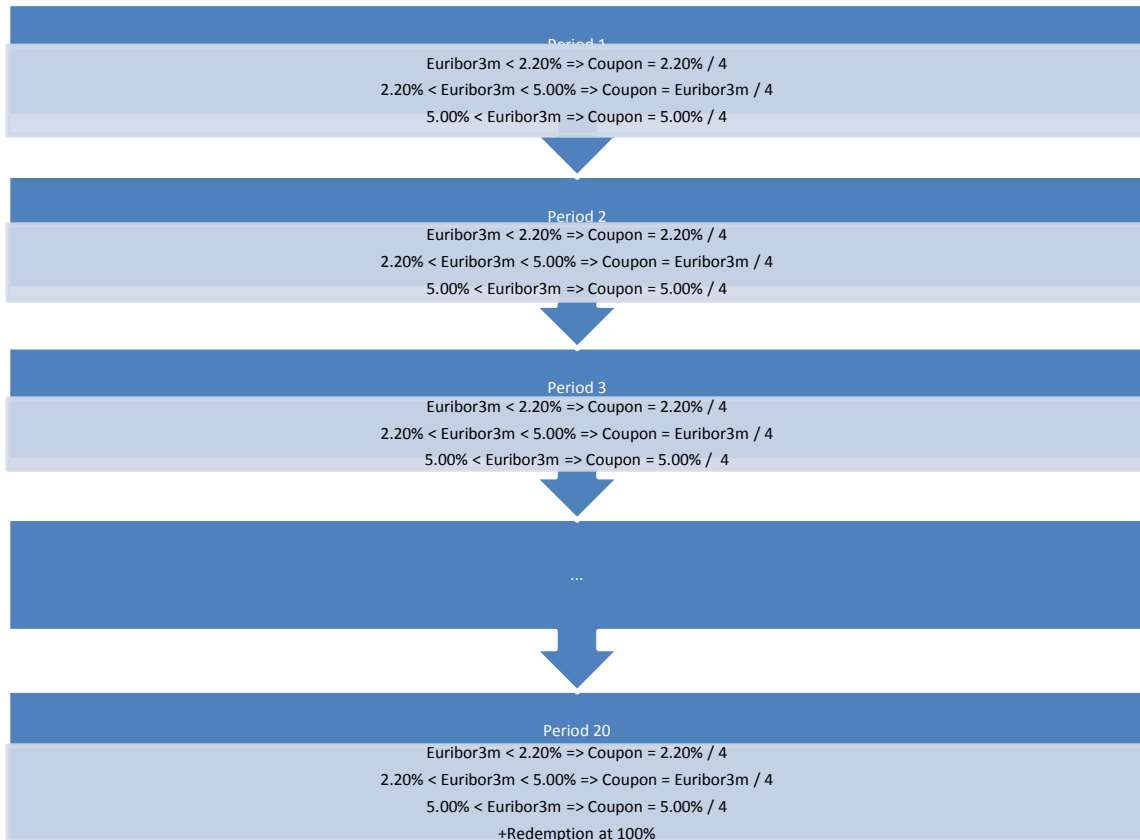 Period 1
Euribor3m < 2.20% => Coupon = 2.20% / 4
2.20% < Euribor3m < 5.00% => Coupon = Euribor3m / 4
5.00% < Euribor3m => Coupon = 5.00% / 4
Period 2
Euribor3m < 2.20% => Coupon = 2.20% / 4
2.20% < Euribor3m < 5.00% => Coupon = Euribor3m / 4
5.00% < Euribor3m => Coupon = 5.00% / 4
Period 3
Euribor3m < 2.20% => Coupon = 2.20% / 4
2.20% < Euribor3m < 5.00% => Coupon = Euribor3m / 4
5.00% < Euribor3m => Coupon = 5.00% /  4
...
Period 20
Euribor3m < 2.20% => Coupon = 2.20% / 4
2.20% < Euribor3m < 5.00% => Coupon = Euribor3m / 4
5.00% < Euribor3m => Coupon = 5.00% / 4
+Redemption at 100%